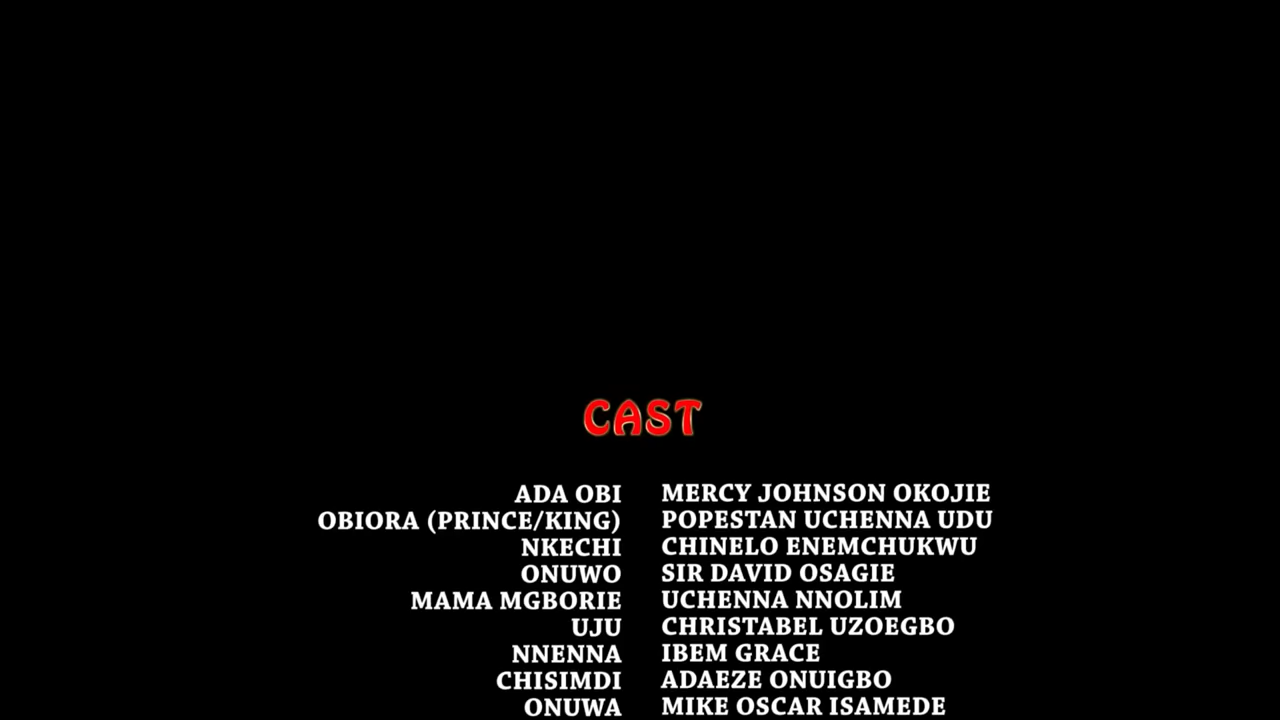 CAST
ADA OBI MERCY JOHNSON OKOJIE
OBIORA (PRINCE/KING) POPESTAN UCHENNA UDU
NKECHI CHINELO ENEMCHUKWU
ONUWO SIR DAVID OSAGIE
MAMA MGBORIE UCHENNA NNOLIM
UJU CHRISTABEL UZOEGBO
NNENNA IBEM GRACE
CHISIMDI ADAEZE ONUIGBO
ONUWA MIKE OSCAR ISAMEDE